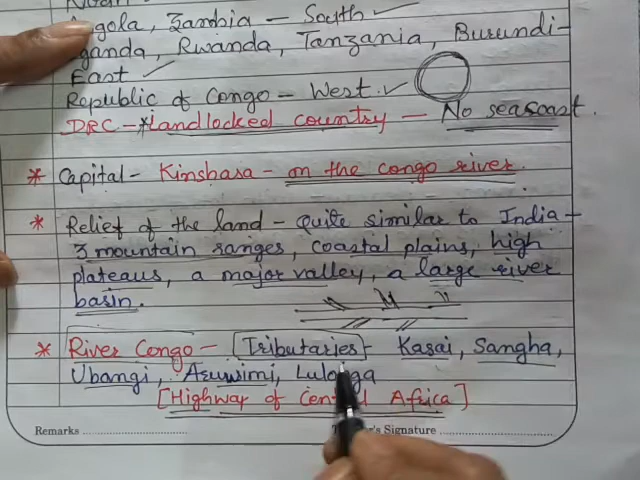 Angola, Zambia – South ✓
ganda, Rwanda, Tanzania, Burundi –
East ✓
Republic of Congo – West. ✓
DRC – *landlocked country – No seacoast.
* Capital – Kinshasa – on the congo river.
* Relief of the land – quite similar to India –
3 mountain ranges, coastal plains, high
plateaus, a major valley, a large river
basin.
* River Congo – Tributaries – Kasai, Sangha,
Ubangi, Aruwimi, Lulonga
[Highway of Central Africa]
Remarks Signature